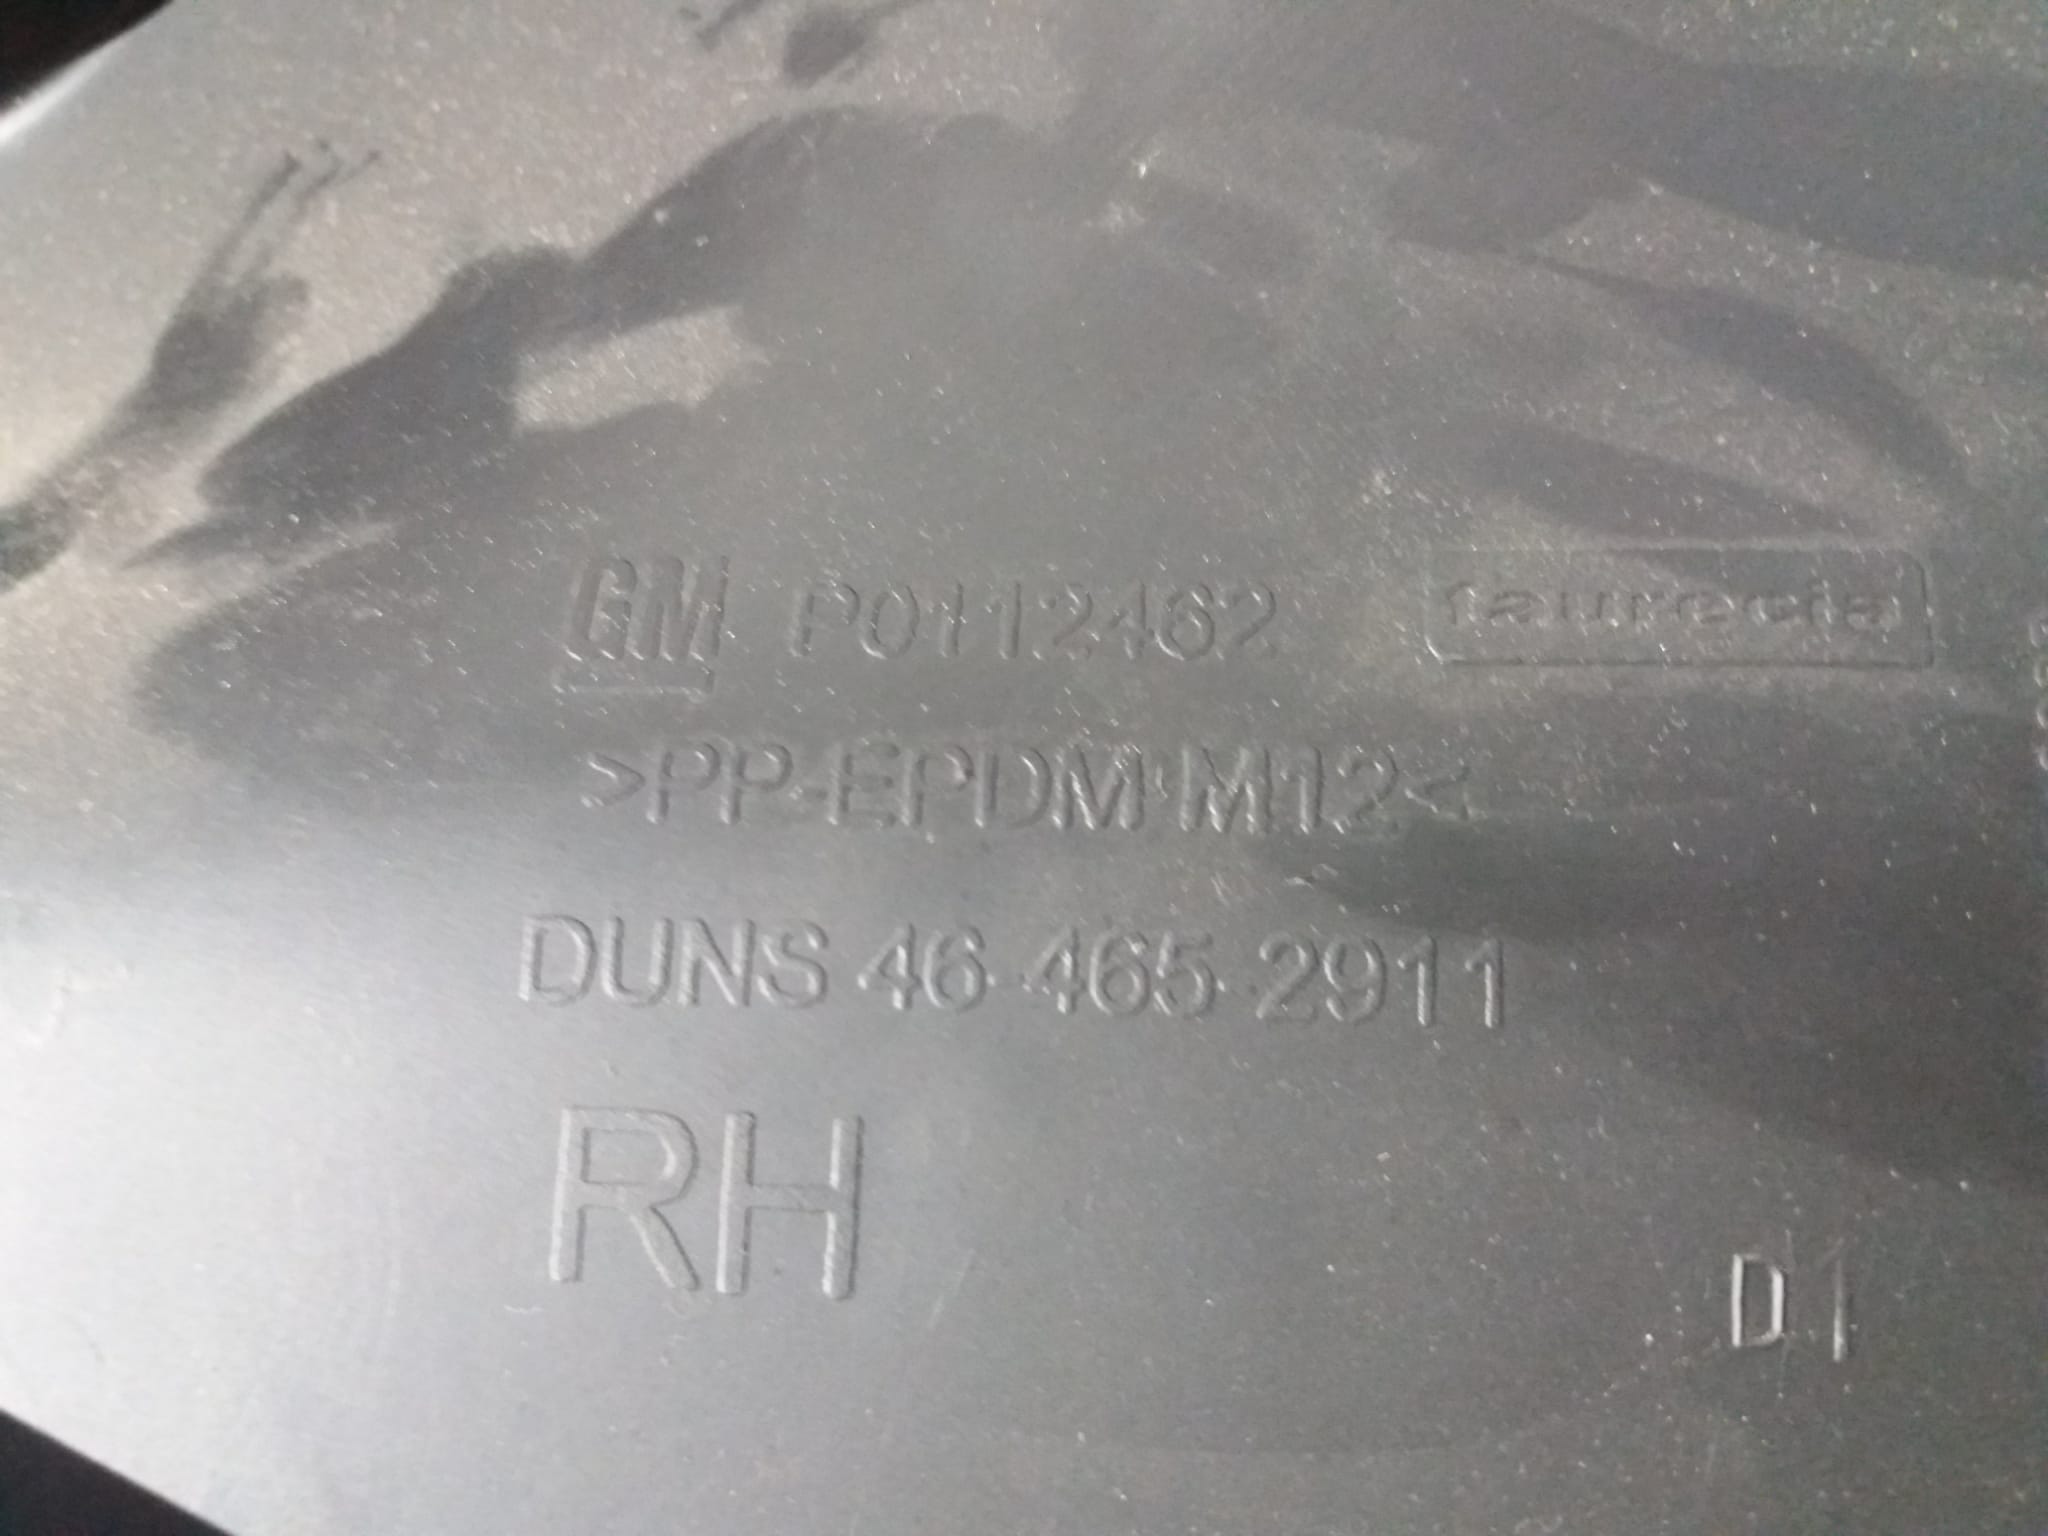 GM P0112462 faurecia
>PP-EPDM-M12<
DUNS 46-465-2911
RH
D1